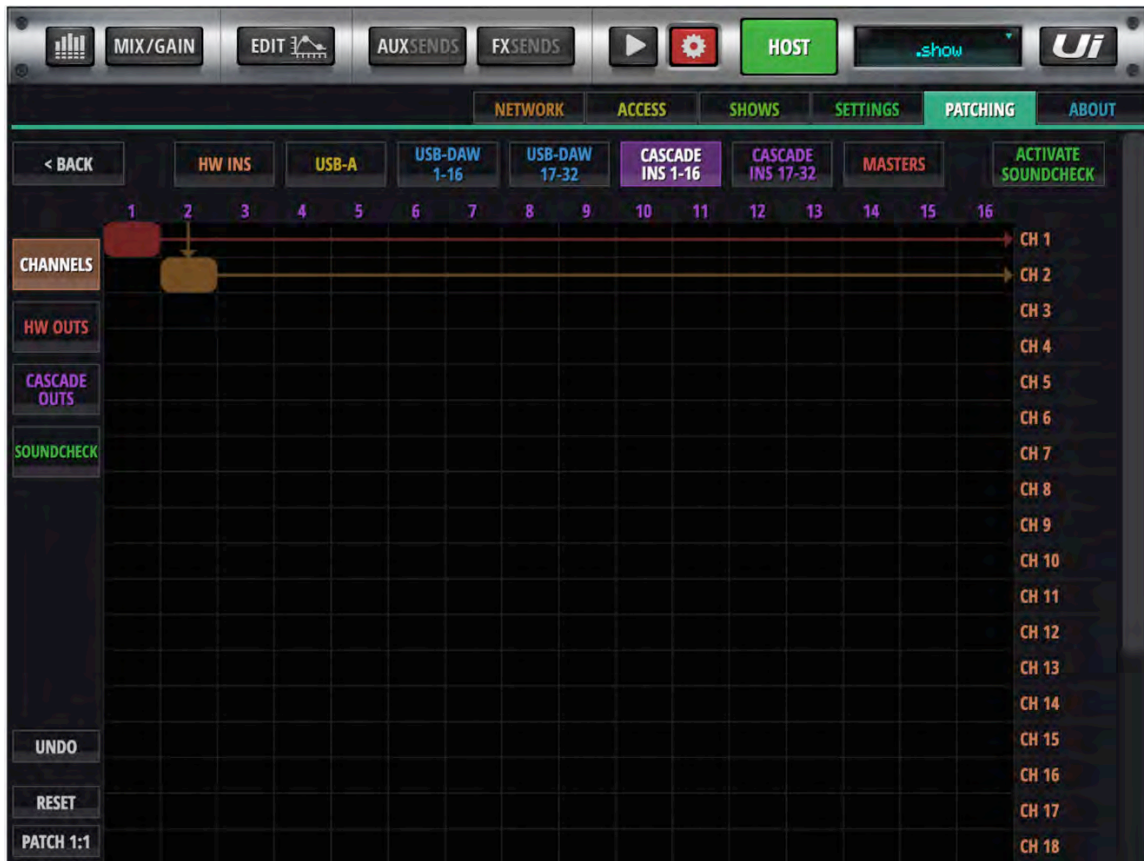 MIX/GAIN EDIT AUXSENDS FXSENDS HOST .show Ui
NETWORK ACCESS SHOWS SETTINGS PATCHING ABOUT
< BACK
HW INS
USB-A
USB-DAW
1-16
USB-DAW
17-32
CASCADE
INS 1-16
CASCADE
INS 17-32
MASTERS
ACTIVATE
SOUNDCHECK
1 2 3 4 5 6 7 8 9 10 11 12 13 14 15 16
CHANNELS
HW OUTS
CASCADE
OUTS
SOUNDCHECK
UNDO
RESET
PATCH 1:1
CH 1
CH 2
CH 3
CH 4
CH 5
CH 6
CH 7
CH 8
CH 9
CH 10
CH 11
CH 12
CH 13
CH 14
CH 15
CH 16
CH 17
CH 18